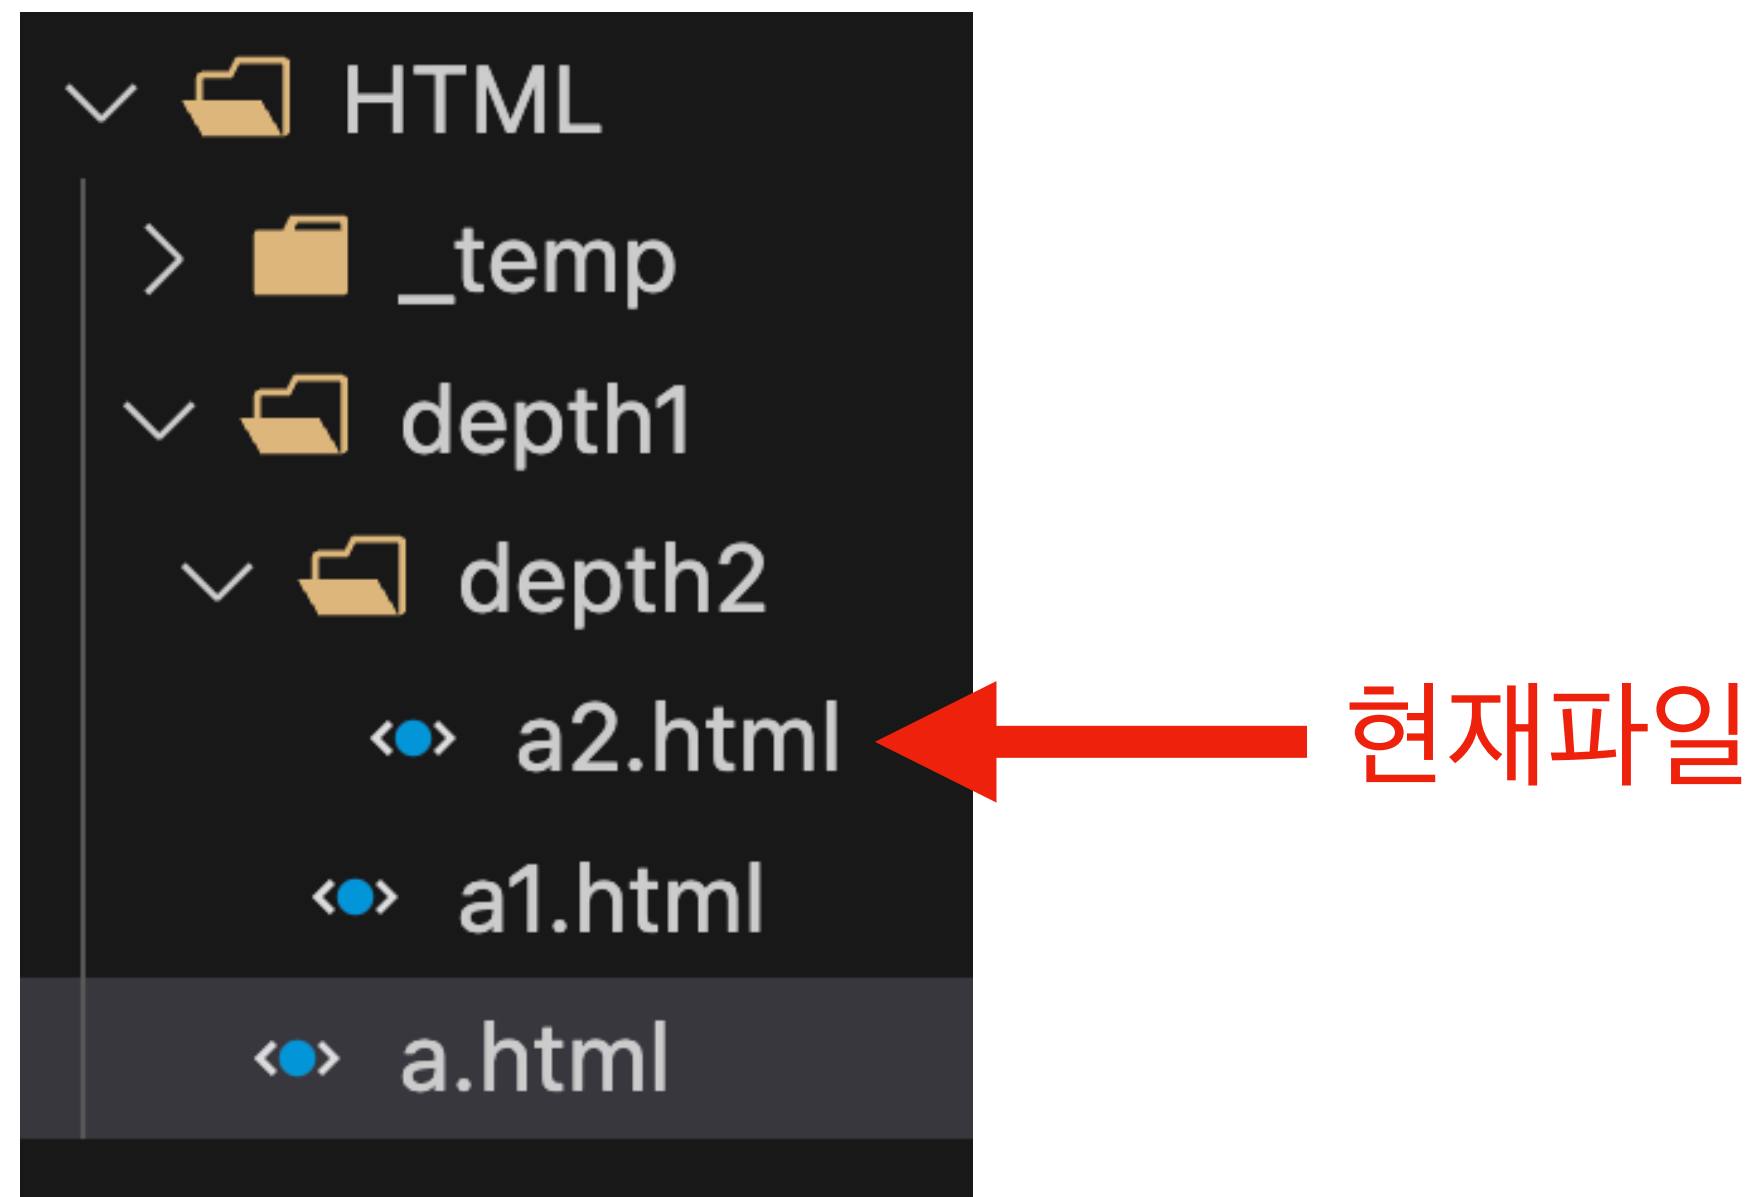 HTML
_temp
depth1
depth2
a2.html
현재파일
a1.html
a.html